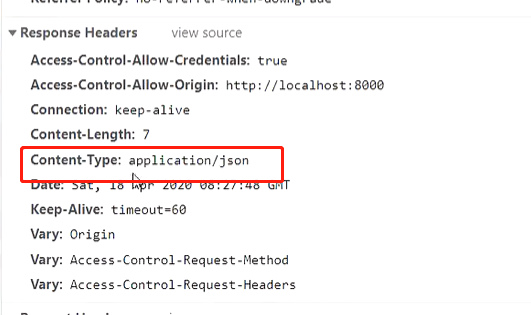 Referrer Policy: no-referrer-when-downgrade
Response Headers view source
Access-Control-Allow-Credentials: true
Access-Control-Allow-Origin: http://localhost:8000
Connection: keep-alive
Content-Length: 7
Content-Type: application/json
Date: Sat, 18 Apr 2020 08:27:48 GMT
Keep-Alive: timeout=60
Vary: Origin
Vary: Access-Control-Request-Method
Vary: Access-Control-Request-Headers